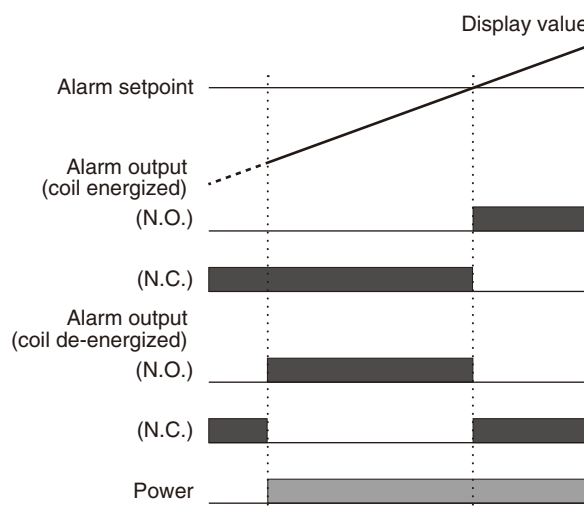 Display value
Alarm setpoint
Alarm output
(coil energized)
(N.O.)
(N.C.)
Alarm output
(coil de-energized)
(N.O.)
(N.C.)
Power